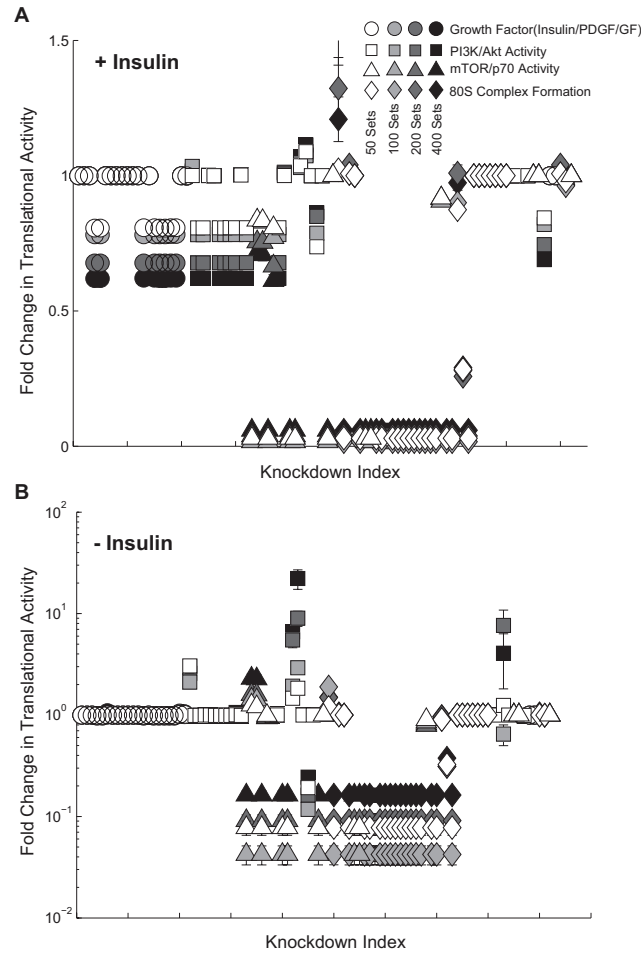 A
+ Insulin
Growth Factor(Insulin/PDGF/GF)
PI3K/Akt Activity
mTOR/p70 Activity
80S Complex Formation
50 Sets
100 Sets
200 Sets
400 Sets
1.5
1.0
0.5
0
Fold Change in Translational Activity
Knockdown Index
B
- Insulin
10²
10¹
10⁰
10⁻¹
10⁻²
Fold Change in Translational Activity
Knockdown Index